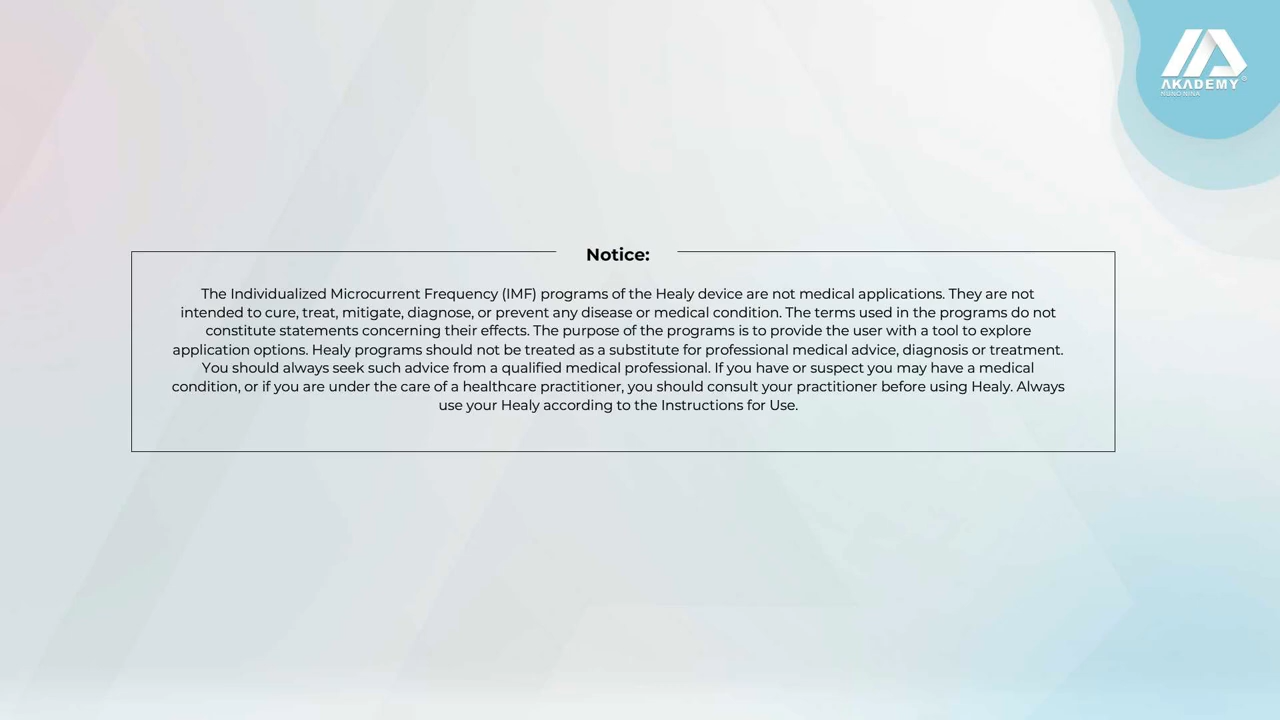 AKADEMY
Notice:
The Individualized Microcurrent Frequency (IMF) programs of the Healy device are not medical applications. They are not
intended to cure, treat, mitigate, diagnose, or prevent any disease or medical condition. The terms used in the programs do not
constitute statements concerning their effects. The purpose of the programs is to provide the user with a tool to explore
application options. Healy programs should not be treated as a substitute for professional medical advice, diagnosis or treatment.
You should always seek such advice from a qualified medical professional. If you have or suspect you may have a medical
condition, or if you are under the care of a healthcare practitioner, you should consult your practitioner before using Healy. Always
use your Healy according to the Instructions for Use.